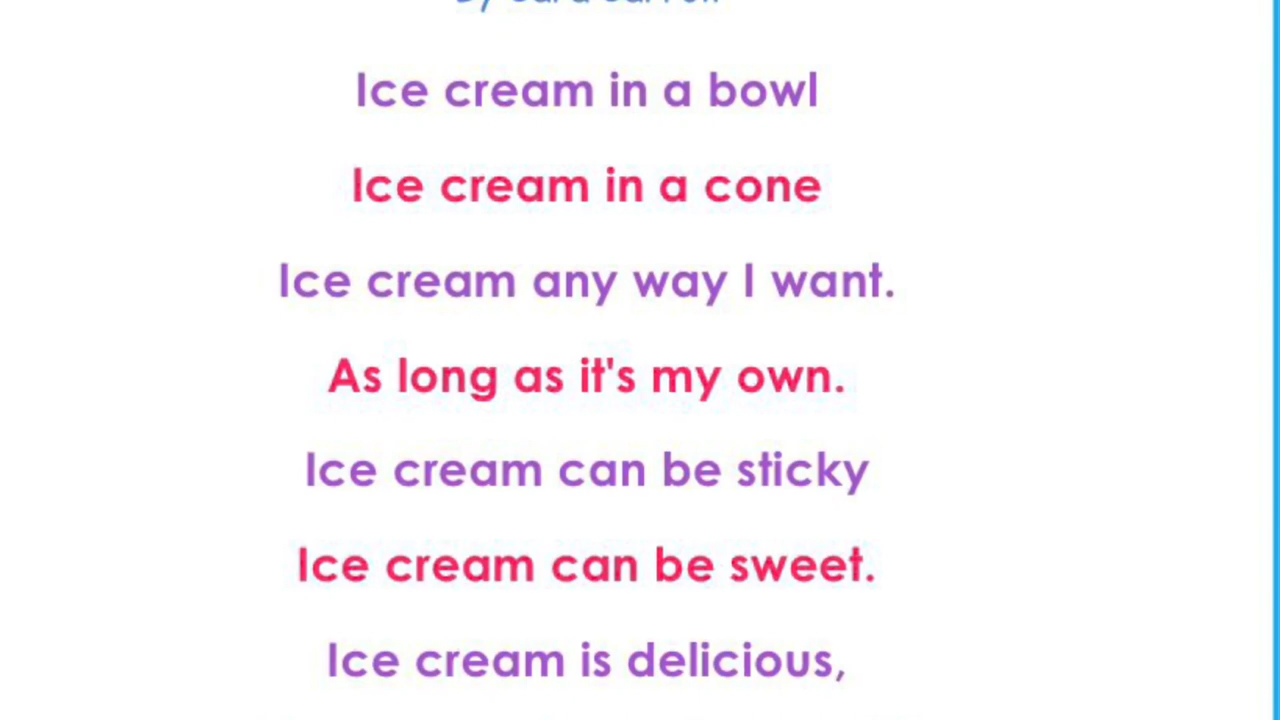 Ice cream in a bowl
Ice cream in a cone
Ice cream any way I want.
As long as it's my own.
Ice cream can be sticky
Ice cream can be sweet.
Ice cream is delicious,